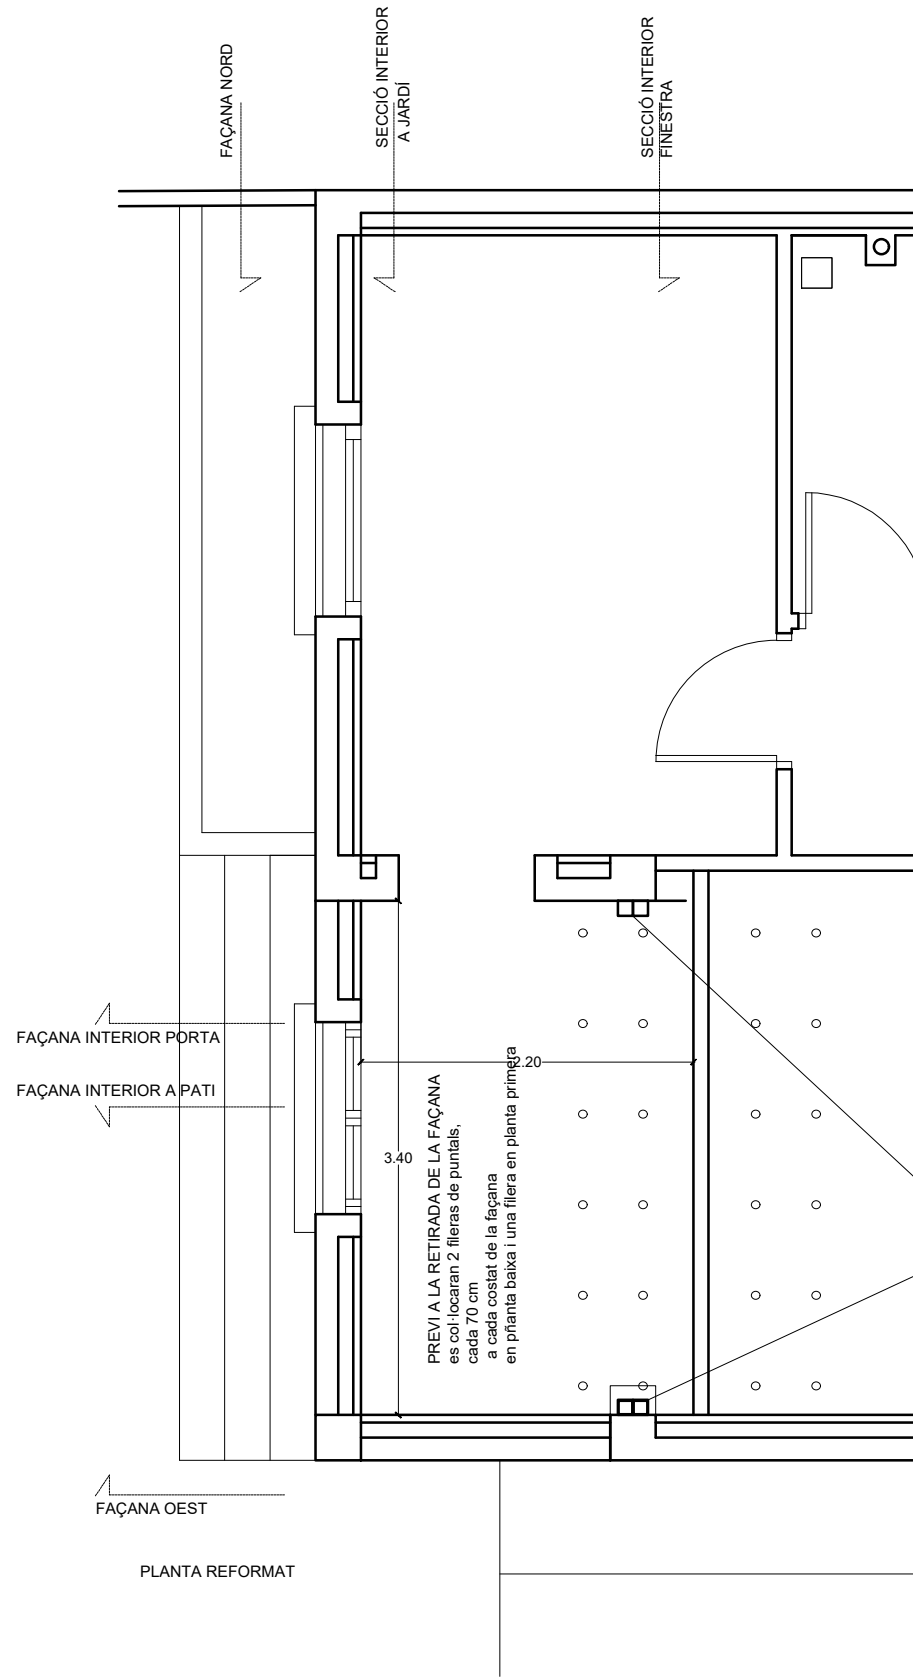 FAÇANA NORD
SECCIÓ INTERIOR
A JARDÍ
SECCIÓ INTERIOR
FINESTRA
FAÇANA INTERIOR PORTA
FAÇANA INTERIOR A PATI
2.20
3.40
PREVI A LA RETIRADA DE LA FAÇANA
es col·locaran 2 fileras de puntals,
cada 70 cm
a cada costat de la façana
en pñanta baixa i una filera en planta primera
FAÇANA OEST
PLANTA REFORMAT